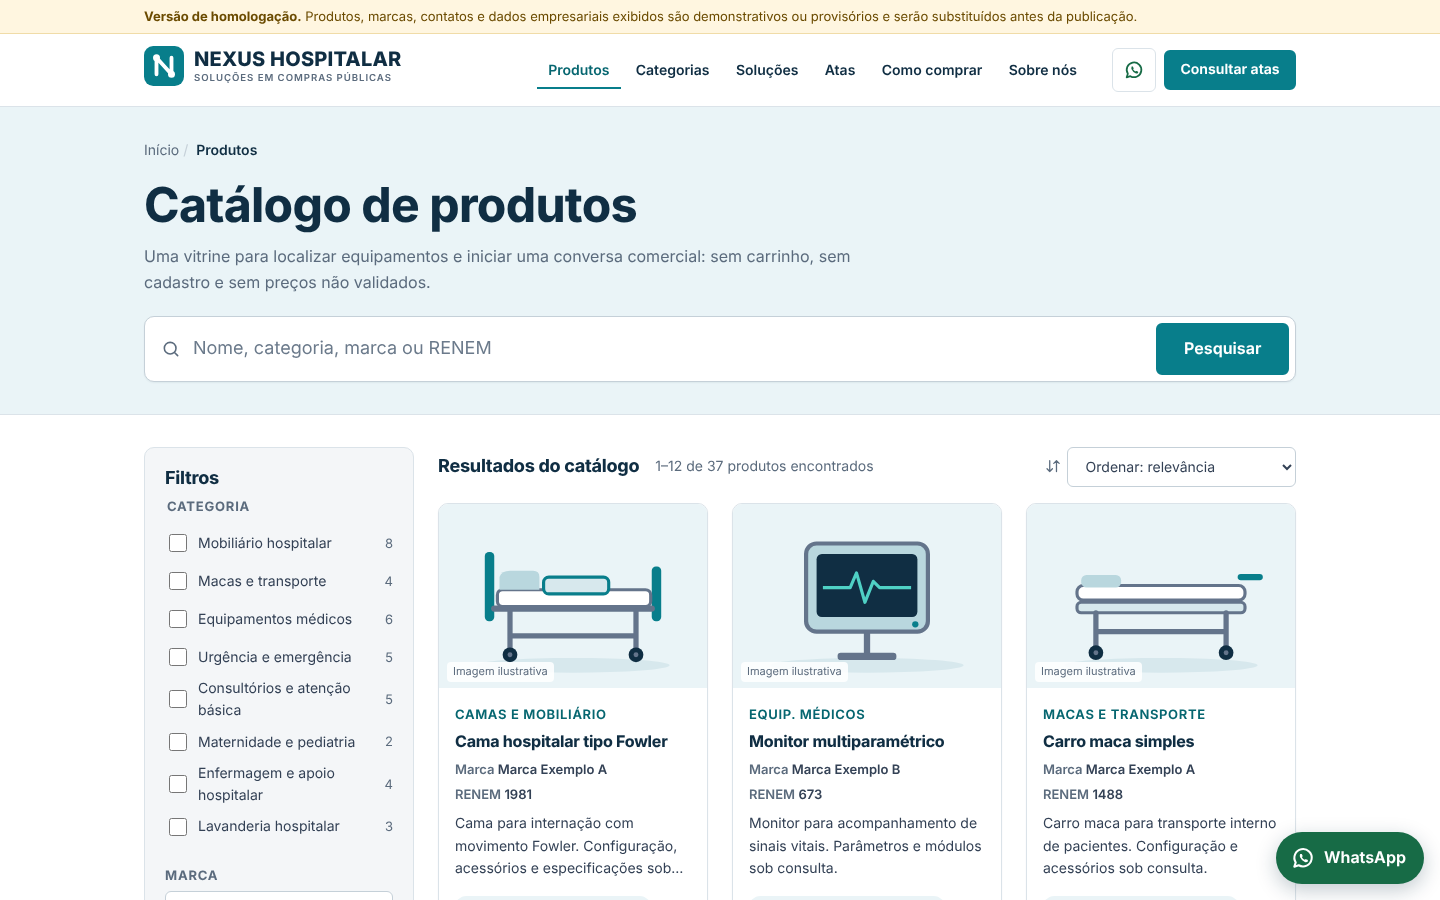 Versão de homologação. Produtos, marcas, contatos e dados empresariais exibidos são demonstrativos ou provisórios e serão substituídos antes da publicação.
NEXUS HOSPITALAR
SOLUÇÕES EM COMPRAS PÚBLICAS
Produtos
Categorias
Soluções
Atas
Como comprar
Sobre nós
Consultar atas
Início / Produtos
Catálogo de produtos
Uma vitrine para localizar equipamentos e iniciar uma conversa comercial: sem carrinho, sem
cadastro e sem preços não validados.
Nome, categoria, marca ou RENEM
Pesquisar
Filtros
CATEGORIA
Mobiliário hospitalar 8
Macas e transporte 4
Equipamentos médicos 6
Urgência e emergência 5
Consultórios e atenção
básica 5
Maternidade e pediatria 2
Enfermagem e apoio
hospitalar 4
Lavanderia hospitalar 3
MARCA
Resultados do catálogo
1–12 de 37 produtos encontrados
Ordenar: relevância
Imagem ilustrativa
CAMAS E MOBILIÁRIO
Cama hospitalar tipo Fowler
Marca Marca Exemplo A
RENEM 1981
Cama para internação com
movimento Fowler. Configuração,
acessórios e especificações sob...
Imagem ilustrativa
EQUIP. MÉDICOS
Monitor multiparamétrico
Marca Marca Exemplo B
RENEM 673
Monitor para acompanhamento de
sinais vitais. Parâmetros e módulos
sob consulta.
Imagem ilustrativa
MACAS E TRANSPORTE
Carro maca simples
Marca Marca Exemplo A
RENEM 1488
Carro maca para transporte interno
de pacientes. Configuração e
acessórios sob consulta.
WhatsApp